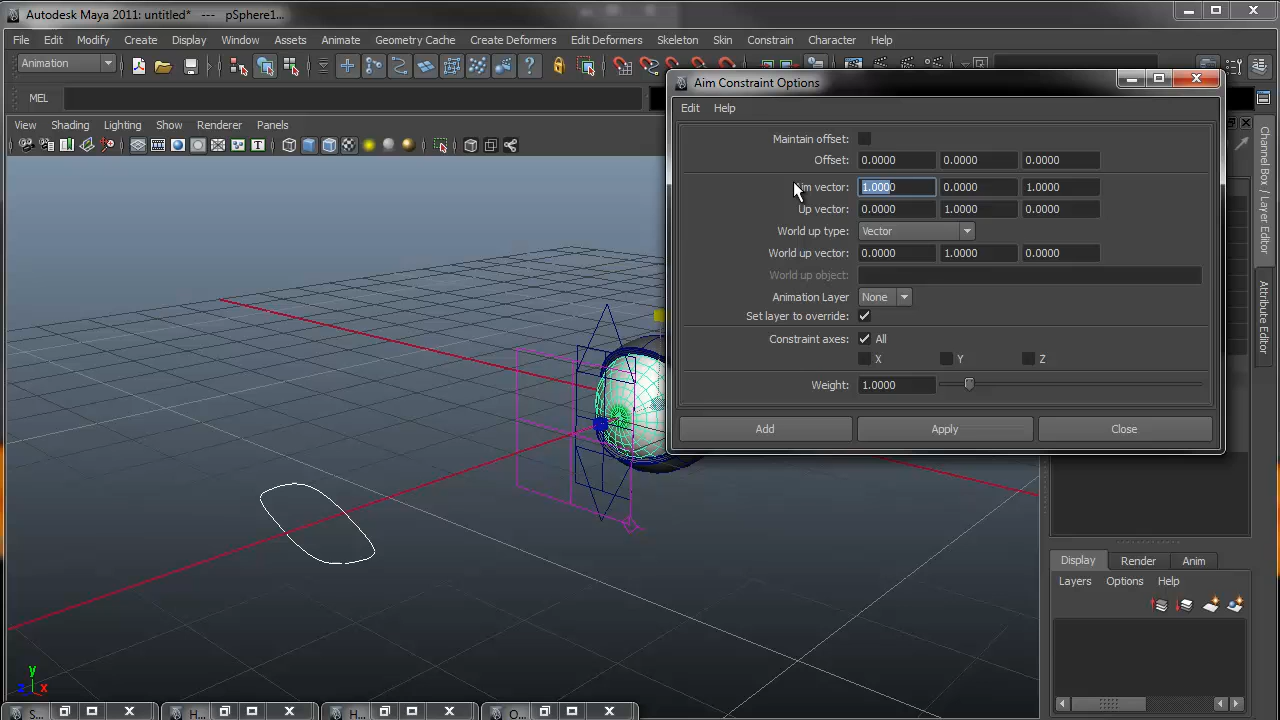 Autodesk Maya 2011: untitled* --- pSphere1...
File Edit Modify Create Display Window Assets Animate Geometry Cache Create Deformers Edit Deformers Skeleton Skin Constrain Character Help
Animation
MEL
View Shading Lighting Show Renderer Panels
Aim Constraint Options
Edit Help
Maintain offset:
Offset: 0.0000 0.0000 0.0000
vector: 1.0000 0.0000 1.0000
Up vector: 0.0000 1.0000 0.0000
World up type: Vector
World up vector: 0.0000 1.0000 0.0000
World up object:
Animation Layer None
Set layer to override:
Constraint axes: All
X Y Z
Weight: 1.0000
Add Apply Close
Channel Box / Layer Editor
Attribute Editor
Display Render Anim
Layers Options Help
y
z x
S... H... H... O...